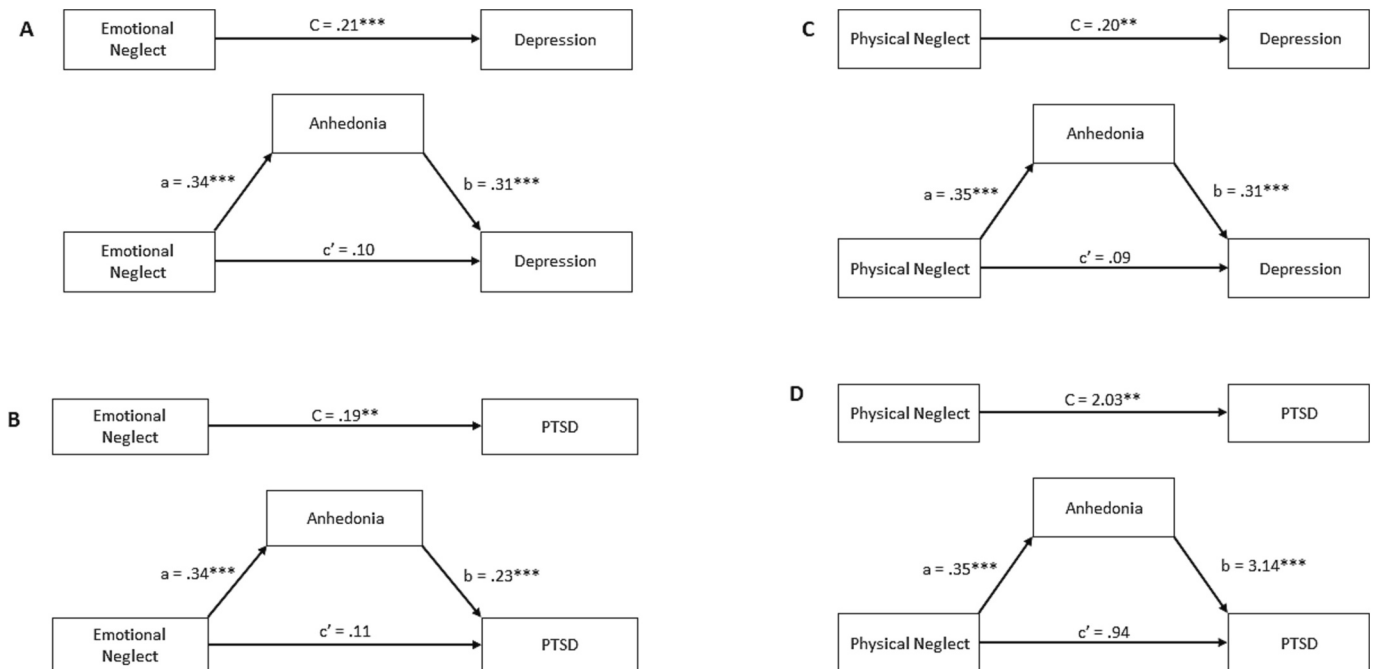 A
Emotional
Neglect
C = .21***
Depression
Anhedonia
a = .34***
b = .31***
Emotional
Neglect
c’ = .10
Depression
B
Emotional
Neglect
C = .19**
PTSD
Anhedonia
a = .34***
b = .23***
Emotional
Neglect
c’ = .11
PTSD
C
Physical Neglect
C = .20**
Depression
Anhedonia
a = .35***
b = .31***
Physical Neglect
c’ = .09
Depression
D
Physical Neglect
C = 2.03**
PTSD
Anhedonia
a = .35***
b = 3.14***
Physical Neglect
c’ = .94
PTSD